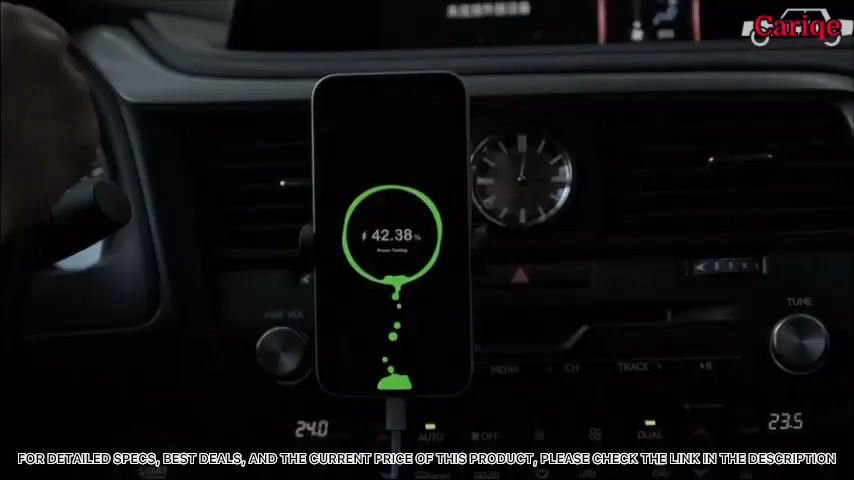 Cariqe
42.38%
Power Testing
PWR VOL
TUNE
MEDIA < CH TRACK >
24.0
AUTO
OFF
DUAL
23.5
FOR DETAILED SPECS, BEST DEALS, AND THE CURRENT PRICE OF THIS PRODUCT, PLEASE CHECK THE LINK IN THE DESCRIPTION